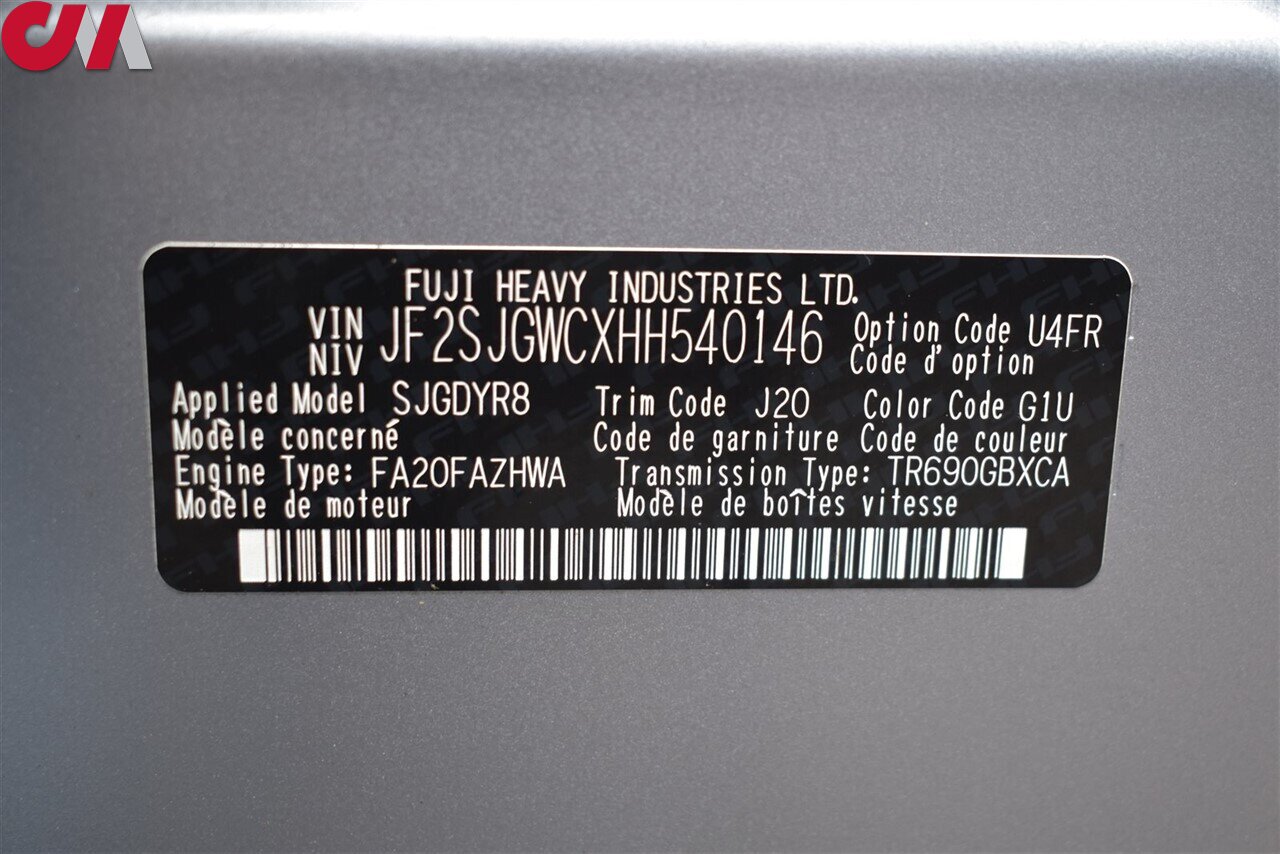 CM
FUJI HEAVY INDUSTRIES LTD.
VIN NIV JF2SJGWCXHH540146 Option Code Code d'option U4FR
Applied Model SJGDYR8 Trim Code J20 Color Code G1U
Modèle concerné Code de garniture Code de couleur
Engine Type: FA20FAZHWA Transmission Type: TR690GBXCA
Modèle de moteur Modèle de boîtes vitesse